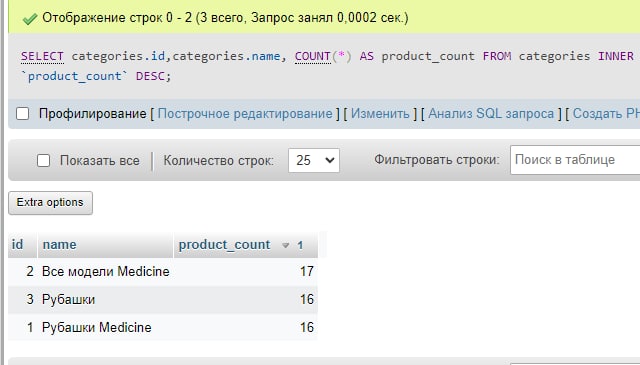 Отображение строк 0 - 2 (3 всего, Запрос занял 0,0002 сек.)
SELECT categories.id,categories.name, COUNT(*) AS product_count FROM categories INNER
`product_count` DESC;
Профилирование [ Построчное редактирование ] [ Изменить ] [ Анализ SQL запроса ] [ Создать PH
Показать все Количество строк: 25 Фильтровать строки: Поиск в таблице
Extra options
id name product_count 1
2 Все модели Medicine 17
3 Рубашки 16
1 Рубашки Medicine 16